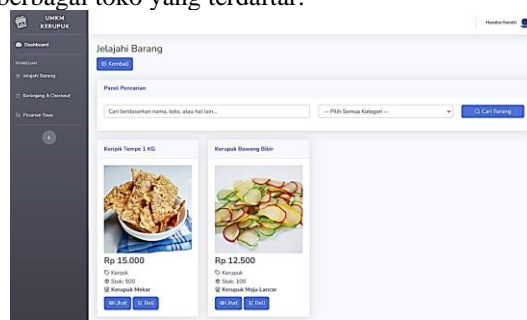 berbagai toko yang terdaftar.
UMKM
KERUPUK
Hendra Hendri
Dashboard
Jelajahi Barang
Kembali
PEMBELIAN
Jelajahi Barang
Panel Pencarian
Keranjang & Checkout
Cari berdasarkan nama, toko, atau hal lain...
-- Pilih Semua Kategori --
Cari Barang
Pesanan Saya
Keripik Tempe 1 KG
Kerupuk Bawang Bibir
Rp 15.000
Rp 12.500
Keripik
Kerupuk
Stok: 500
Stok: 100
Kerupuk Mekar
Kerupuk Maju Lancar
Lihat
Beli
Lihat
Beli